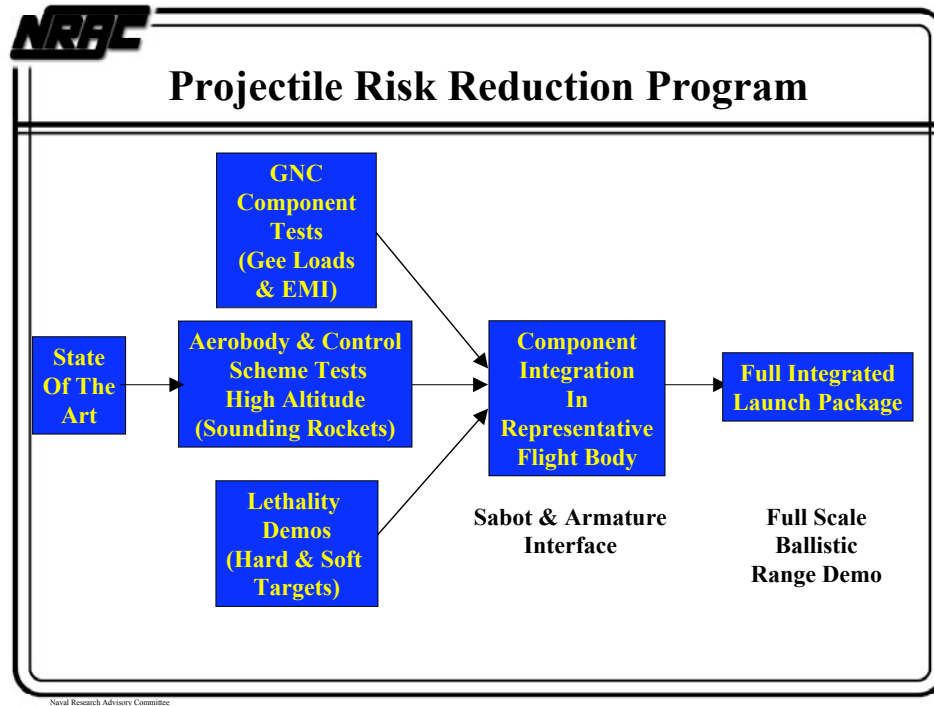 NRAC
Projectile Risk Reduction Program
GNC
Component
Tests
(Gee Loads
& EMI)
State
Of The
Art
Aerobody & Control
Scheme Tests
High Altitude
(Sounding Rockets)
Lethality
Demos
(Hard & Soft
Targets)
Component
Integration
In
Representative
Flight Body
Sabot & Armature
Interface
Full Integrated
Launch Package
Full Scale
Ballistic
Range Demo
Naval Research Advisory Committee